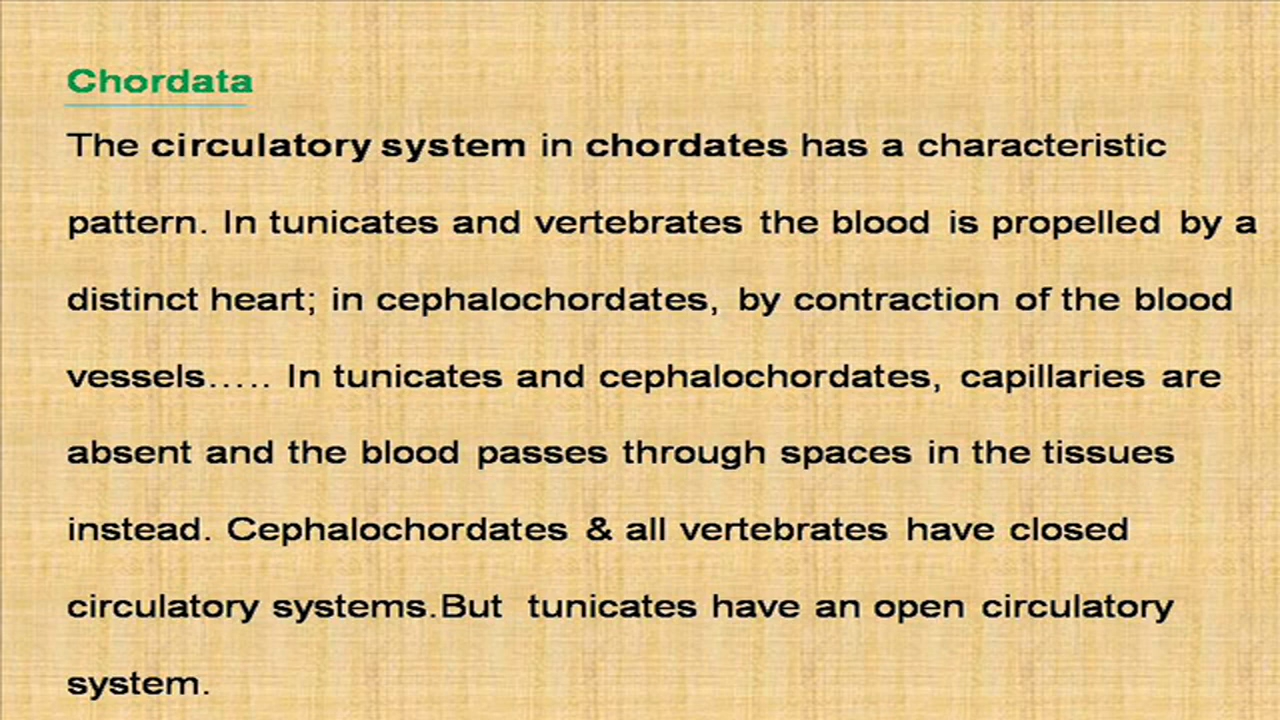 Chordata
The circulatory system in chordates has a characteristic
pattern. In tunicates and vertebrates the blood is propelled by a
distinct heart; in cephalochordates, by contraction of the blood
vessels..... In tunicates and cephalochordates, capillaries are
absent and the blood passes through spaces in the tissues
instead. Cephalochordates & all vertebrates have closed
circulatory systems.But tunicates have an open circulatory
system.